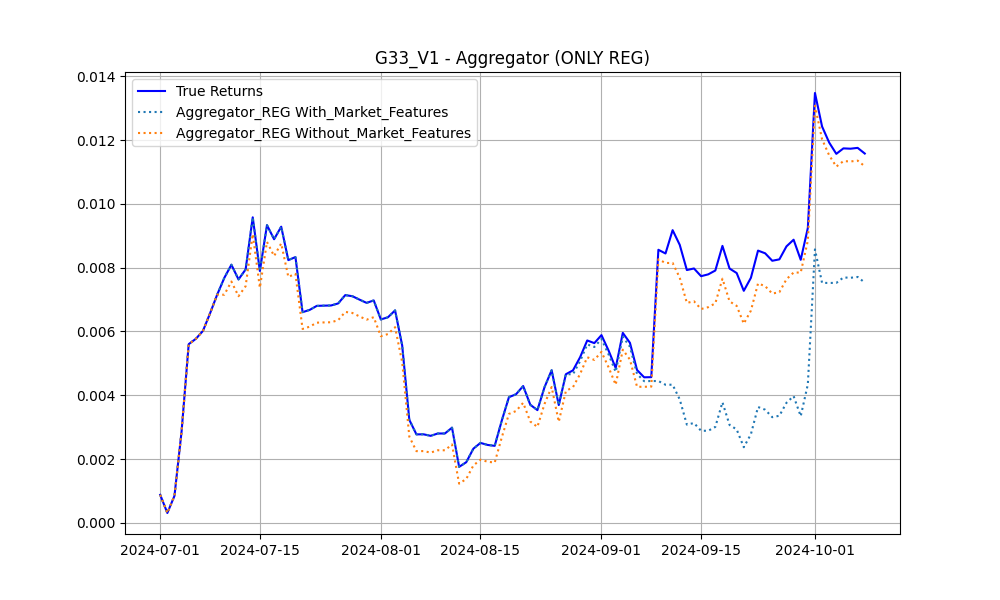 G33_V1 - Aggregator (ONLY REG)
True Returns
Aggregator_REG With_Market_Features
Aggregator_REG Without_Market_Features
0.014
0.012
0.010
0.008
0.006
0.004
0.002
0.000
2024-07-01 2024-07-15 2024-08-01 2024-08-15 2024-09-01 2024-09-15 2024-10-01